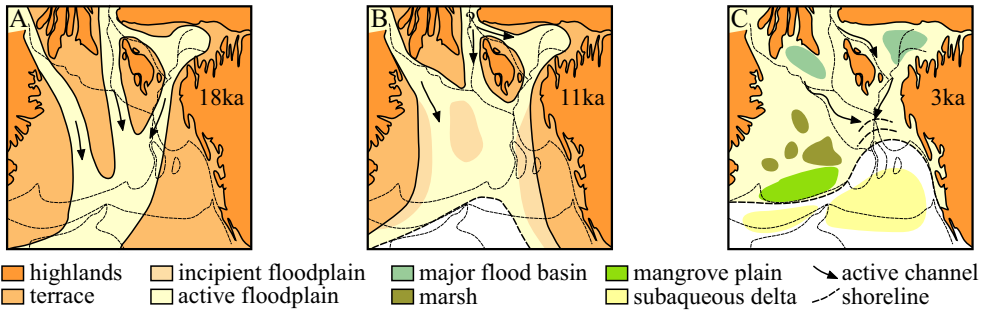 A
18ka
B
?
11ka
C
3ka
highlands
incipient floodplain
major flood basin
mangrove plain
active channel
terrace
active floodplain
marsh
subaqueous delta
shoreline